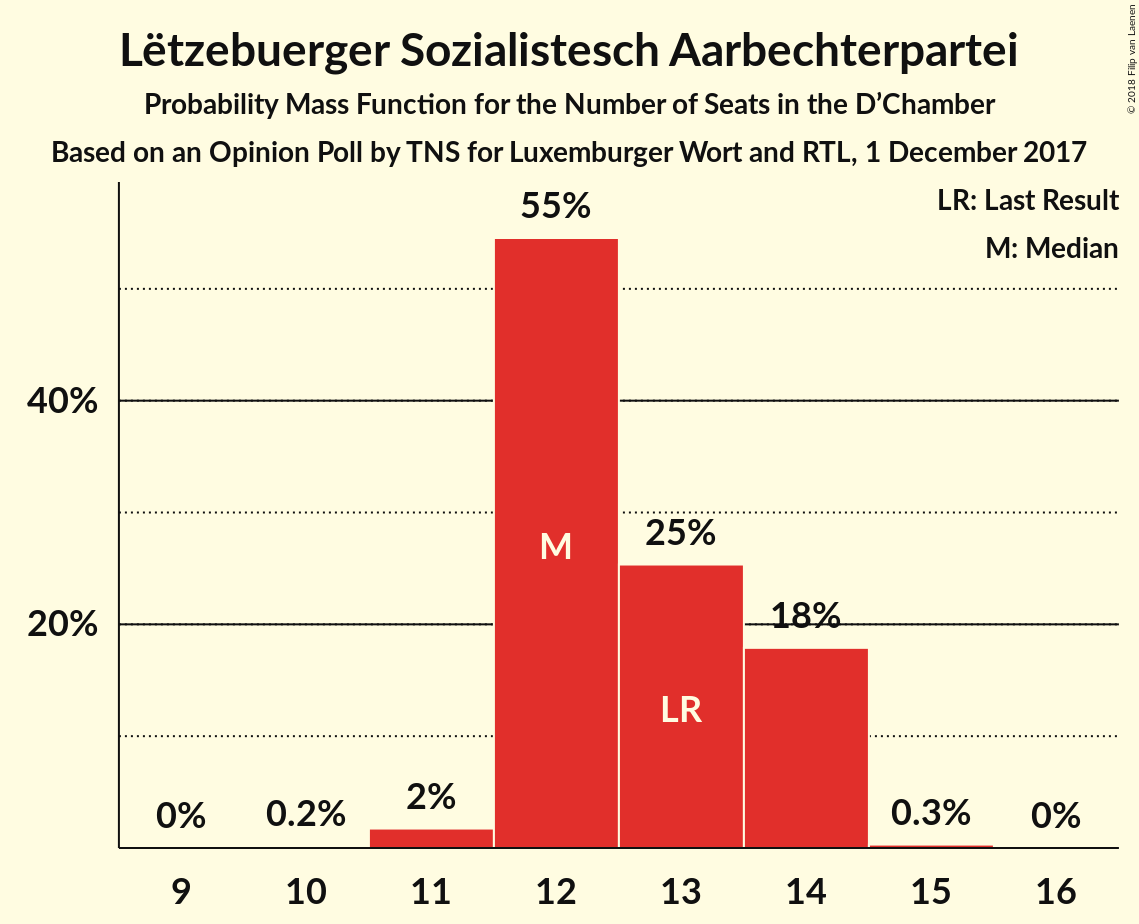 Lëtzebuerger Sozialistesch Aarbechterpartei
Probability Mass Function for the Number of Seats in the D’Chamber
Based on an Opinion Poll by TNS for Luxemburger Wort and RTL, 1 December 2017
© 2018 Filip van Laenen
LR: Last Result
M: Median
55%
40%
M
25%
20%
18%
LR
0%
0.2%
2%
0.3%
0%
9 10 11 12 13 14 15 16